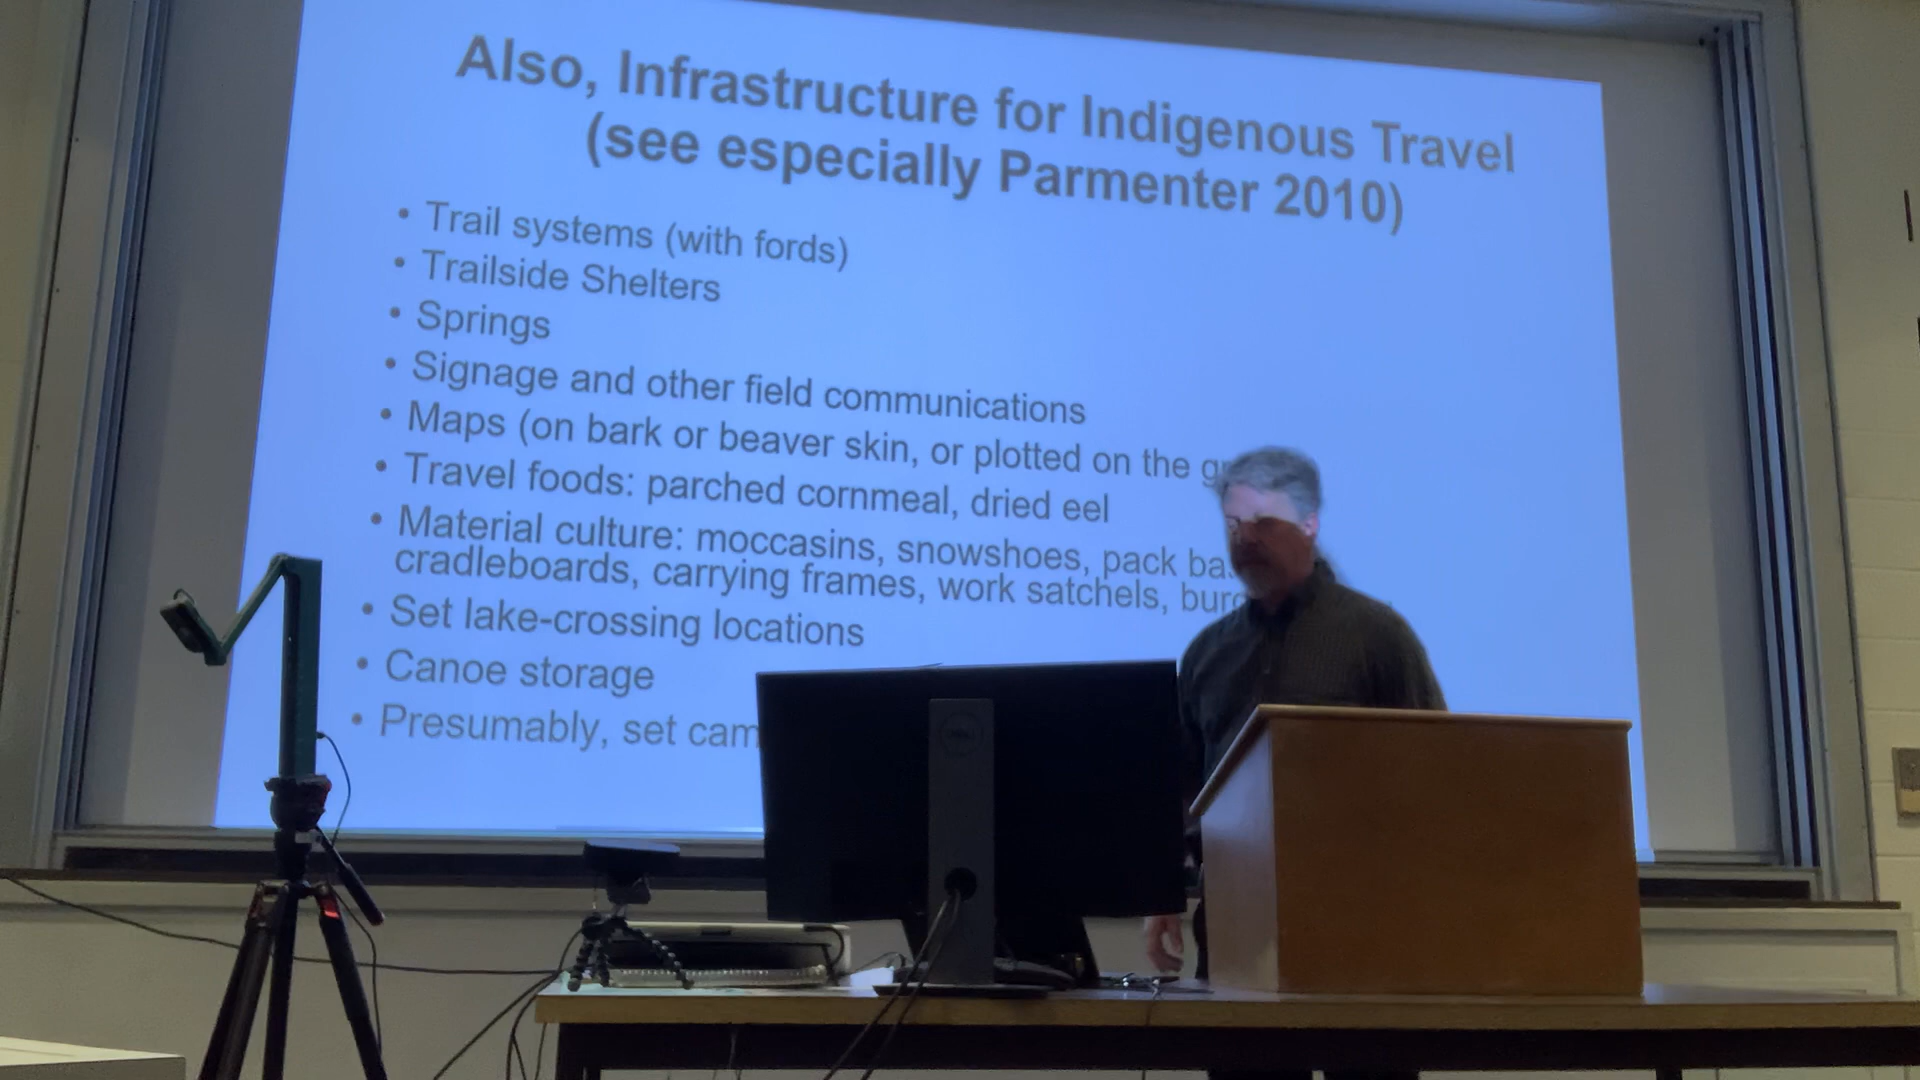 Also, Infrastructure for Indigenous Travel
(see especially Parmenter 2010)
• Trail systems (with fords)
• Trailside Shelters
• Springs
• Signage and other field communications
• Maps (on bark or beaver skin, or plotted on the
• Travel foods: parched cornmeal, dried eel
• Material culture: moccasins, snowshoes, pack
cradleboards, carrying frames, work satchels,
• Set lake-crossing locations
• Canoe storage
• Presumably, set
DELL